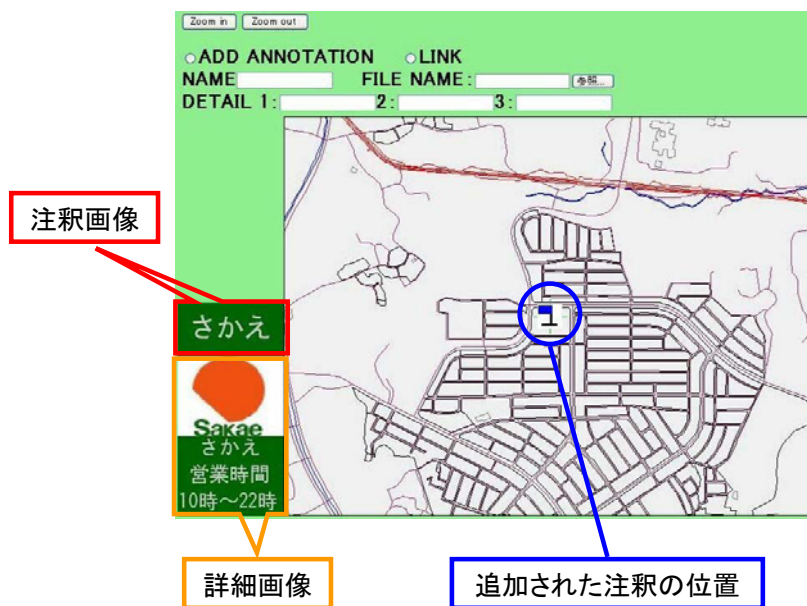 Zoom in Zoom out
ADD ANNOTATION LINK
NAME FILE NAME: 参照...
DETAIL 1: 2: 3:
注釈画像
さかえ
Sakae
さかえ
営業時間
10時～22時
詳細画像
追加された注釈の位置